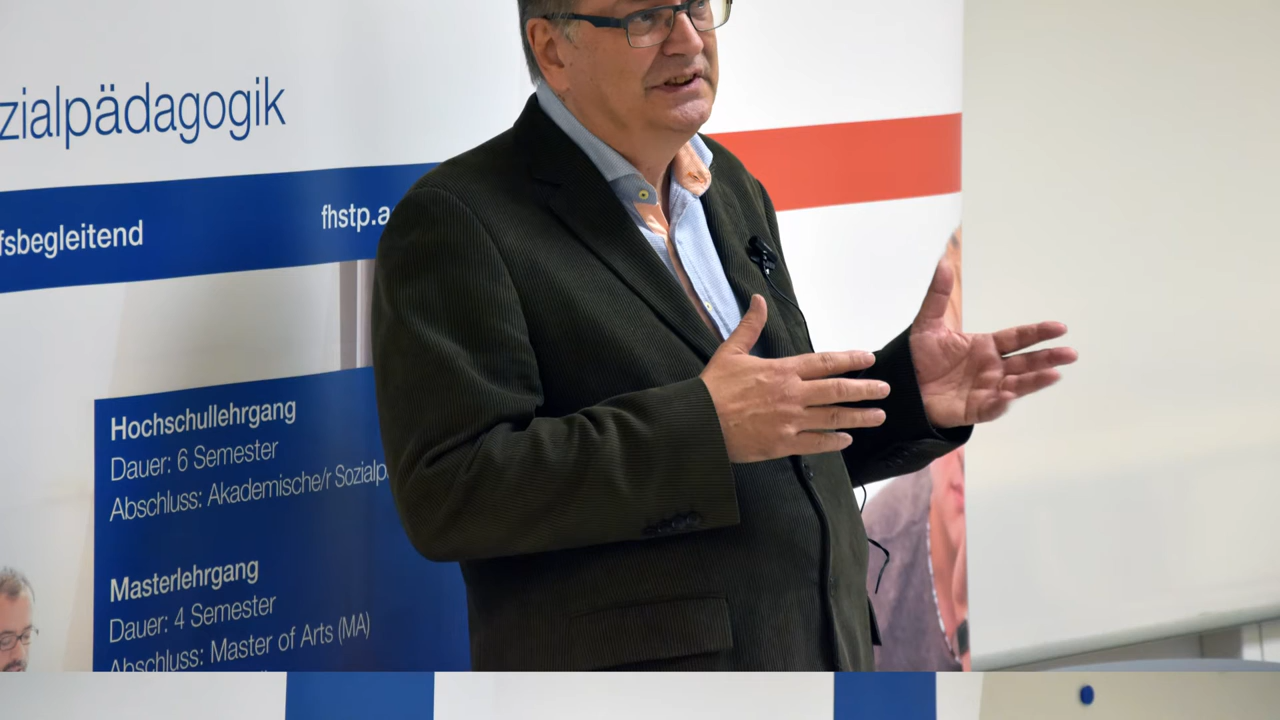 zialpädagogik
fsbegleitend
fhstp.a
Hochschullehrgang
Dauer: 6 Semester
Abschluss: Akademische/r Sozialp
Masterlehrgang
Dauer: 4 Semester
Abschluss: Master of Arts (MA)